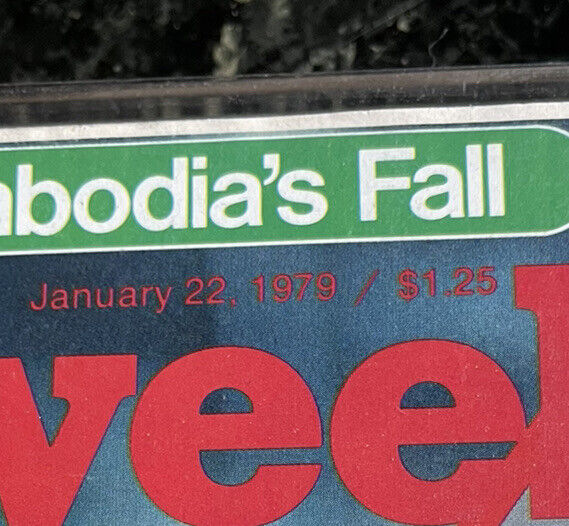 abodia's Fall
January 22, 1979 / $1.25
wee